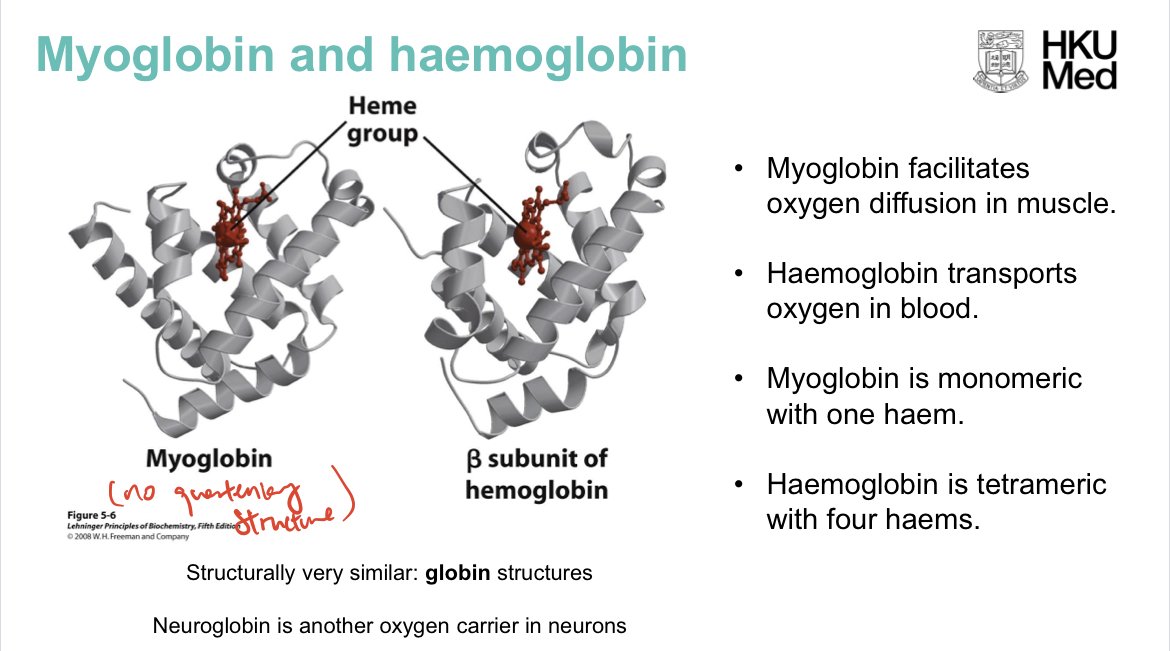 Myoglobin and haemoglobin
HKU
Med
Heme
group
Myoglobin
(no quarternary
structure)
β subunit of
hemoglobin
Figure 5-6
Lehninger Principles of Biochemistry, Fifth Edition
© 2008 W. H. Freeman and Company
Structurally very similar: globin structures
Neuroglobin is another oxygen carrier in neurons
• Myoglobin facilitates
oxygen diffusion in muscle.
• Haemoglobin transports
oxygen in blood.
• Myoglobin is monomeric
with one haem.
• Haemoglobin is tetrameric
with four haems.